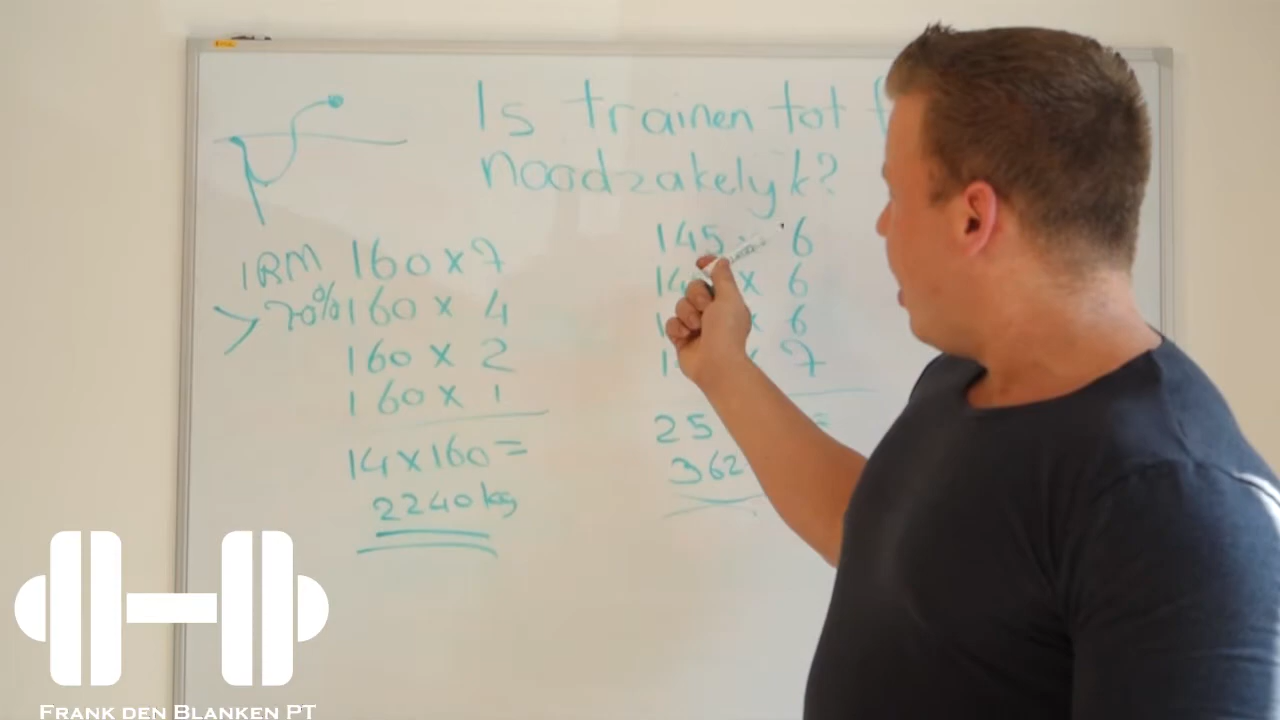 Is trainen tot
noodzakelyk?
1RM 160 x 7
>70% 160 x 4
160 x 2
160 x 1
14 x 160 =
2240 kg
145 x 6
x 6
x 6
x 7
25 =
362
FRANK DEN BLANKEN PT